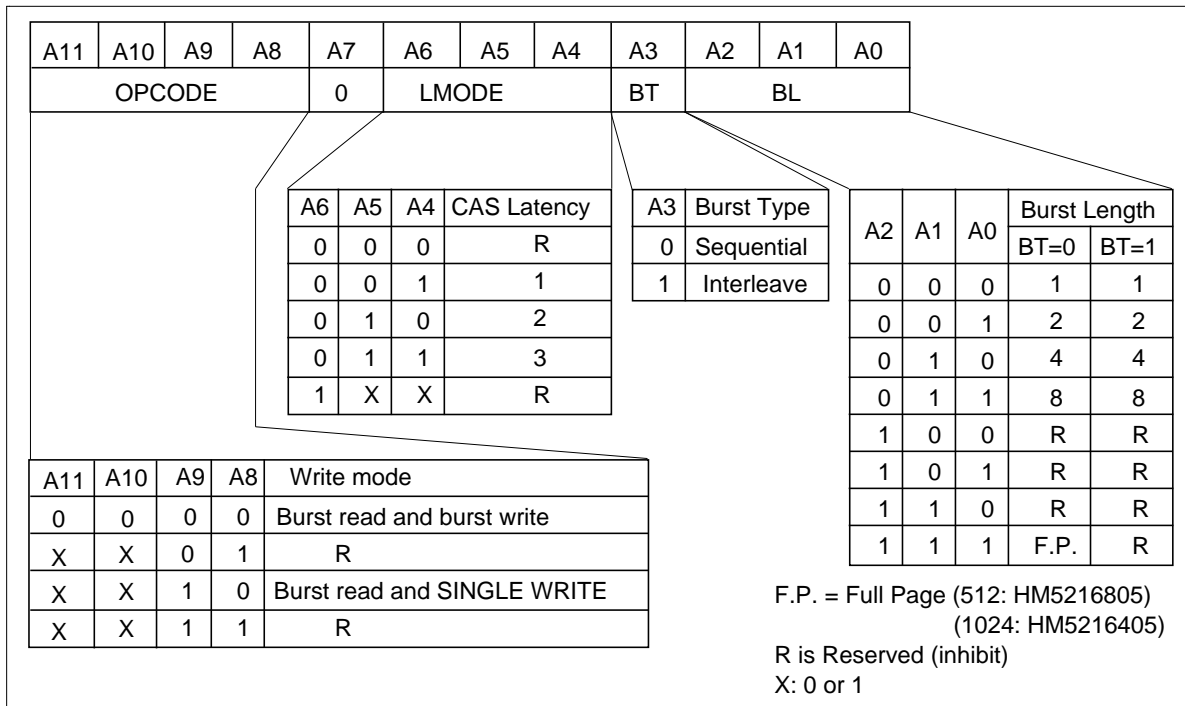 A11 A10 A9 A8 A7 A6 A5 A4 A3 A2 A1 A0
OPCODE 0 LMODE BT BL
A6 A5 A4 CAS Latency
0 0 0 R
0 0 1 1
0 1 0 2
0 1 1 3
1 X X R
A3 Burst Type
0 Sequential
1 Interleave
A2 A1 A0 Burst Length
BT=0 BT=1
0 0 0 1 1
0 0 1 2 2
0 1 0 4 4
0 1 1 8 8
1 0 0 R R
1 0 1 R R
1 1 0 R R
1 1 1 F.P. R
A11 A10 A9 A8 Write mode
0 0 0 0 Burst read and burst write
X X 0 1 R
X X 1 0 Burst read and SINGLE WRITE
X X 1 1 R
F.P. = Full Page (512: HM5216805)
(1024: HM5216405)
R is Reserved (inhibit)
X: 0 or 1